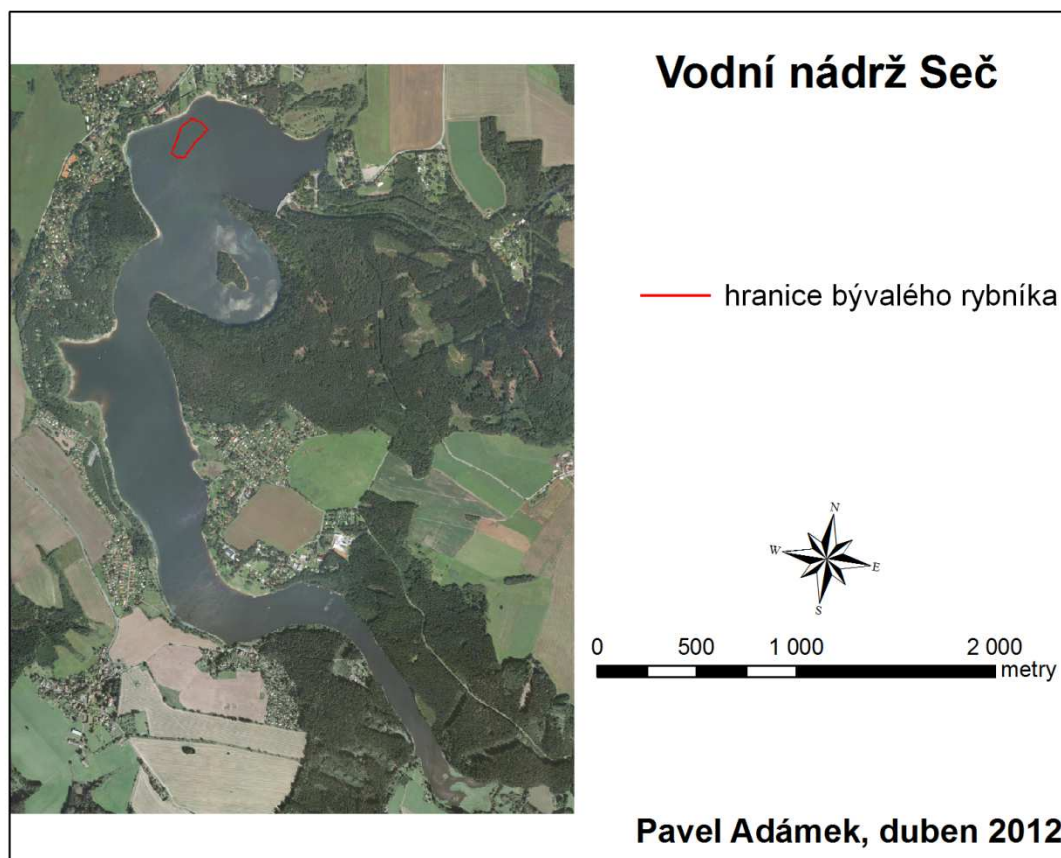 Vodní nádrž Seč
hranice bývalého rybníka
N
W
E
S
0 500 1 000 2 000
metry
Pavel Adámek, duben 2012